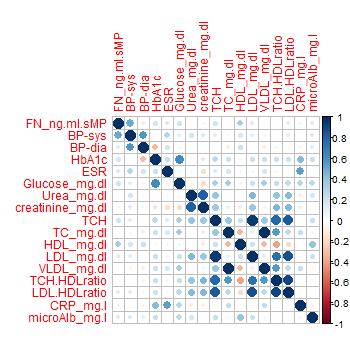 FN_ng.ml.sMP
BP-sys
BP-dia
HbA1c
ESR
Glucose_mg.dl
Urea_mg.dl
creatinine_mg.dl
TCH
TC_mg.dl
HDL_mg.dl
LDL_mg.dl
VLDL_mg.dl
TCH.HDLratio
LDL.HDLratio
CRP_mg.l
microAlb_mg.l
FN_ng.ml.sMP
BP-sys
BP-dia
HbA1c
ESR
Glucose_mg.dl
Urea_mg.dl
creatinine_mg.dl
TCH
TC_mg.dl
HDL_mg.dl
LDL_mg.dl
VLDL_mg.dl
TCH.HDLratio
LDL.HDLratio
CRP_mg.l
microAlb_mg.l
1
0.8
0.6
0.4
0.2
0
-0.2
-0.4
-0.6
-0.8
-1